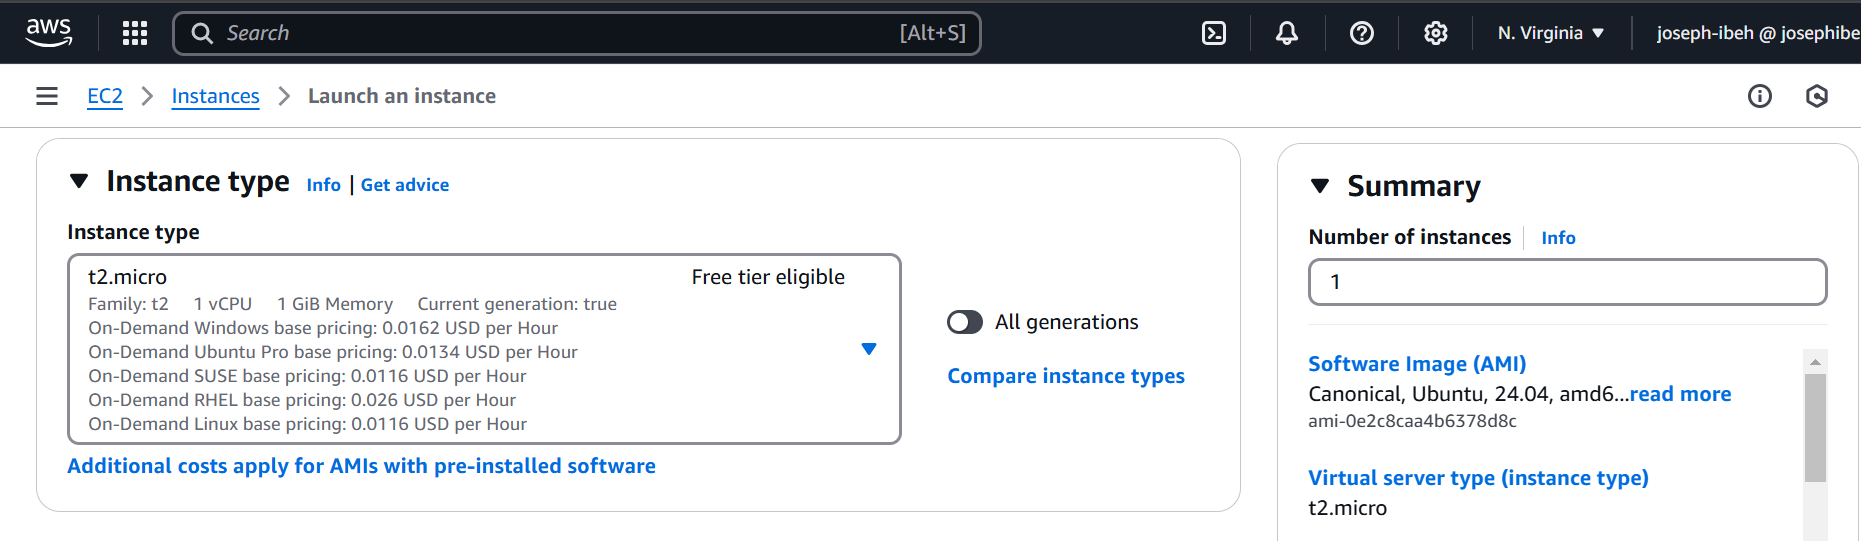 aws
Search [Alt+S]
N. Virginia
joseph-ibeh @ josephibe
EC2 Instances Launch an instance
Instance type Info | Get advice
Instance type
t2.micro Free tier eligible
Family: t2 1 vCPU 1 GiB Memory Current generation: true
On-Demand Windows base pricing: 0.0162 USD per Hour
On-Demand Ubuntu Pro base pricing: 0.0134 USD per Hour
On-Demand SUSE base pricing: 0.0116 USD per Hour
On-Demand RHEL base pricing: 0.026 USD per Hour
On-Demand Linux base pricing: 0.0116 USD per Hour
All generations
Compare instance types
Additional costs apply for AMIs with pre-installed software
Summary
Number of instances Info
1
Software Image (AMI)
Canonical, Ubuntu, 24.04, amd6...read more
ami-0e2c8caa4b6378d8c
Virtual server type (instance type)
t2.micro